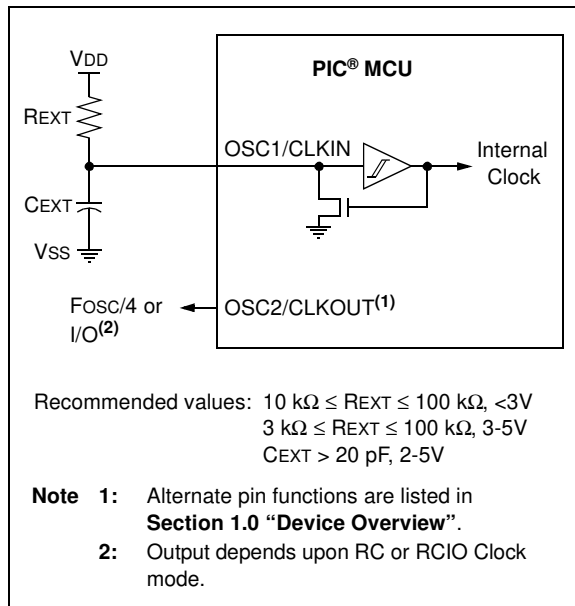 VDD
PIC® MCU
REXT
OSC1/CLKIN
Internal
Clock
CEXT
VSS
FOSC/4 or
I/O(2)
OSC2/CLKOUT(1)
Recommended values: 10 kΩ ≤ REXT ≤ 100 kΩ, <3V
3 kΩ ≤ REXT ≤ 100 kΩ, 3-5V
CEXT > 20 pF, 2-5V
Note 1: Alternate pin functions are listed in
Section 1.0 “Device Overview”.
2: Output depends upon RC or RCIO Clock
mode.